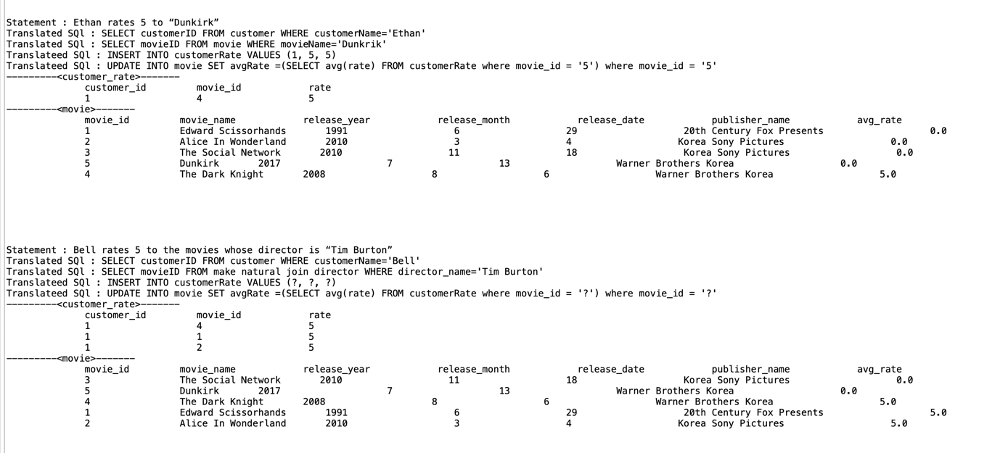 Statement : Ethan rates 5 to “Dunkirk”
Translated SQl : SELECT customerID FROM customer WHERE customerName='Ethan'
Translated SQl : SELECT movieID FROM movie WHERE movieName='Dunkrik'
Translateed SQl : INSERT INTO customerRate VALUES (1, 5, 5)
Translateed SQl : UPDATE INTO movie SET avgRate =(SELECT avg(rate) FROM customerRate where movie_id = '5') where movie_id = '5'
---------<customer_rate>-------
customer_id movie_id rate
1 4 5
---------<movie>-------
movie_id movie_name release_year release_month release_date publisher_name avg_rate
1 Edward Scissorhands 1991 6 29 20th Century Fox Presents 0.0
2 Alice In Wonderland 2010 3 4 Korea Sony Pictures 0.0
3 The Social Network 2010 11 18 Korea Sony Pictures 0.0
5 Dunkirk 2017 7 13 Warner Brothers Korea 0.0
4 The Dark Knight 2008 8 6 Warner Brothers Korea 5.0
Statement : Bell rates 5 to the movies whose director is “Tim Burton”
Translated SQl : SELECT customerID FROM customer WHERE customerName='Bell'
Translated SQl : SELECT movieID FROM make natural join director WHERE director_name='Tim Burton'
Translateed SQl : INSERT INTO customerRate VALUES (?, ?, ?)
Translateed SQl : UPDATE INTO movie SET avgRate =(SELECT avg(rate) FROM customerRate where movie_id = '?') where movie_id = '?'
---------<customer_rate>-------
customer_id movie_id rate
1 4 5
1 1 5
1 2 5
---------<movie>-------
movie_id movie_name release_year release_month release_date publisher_name avg_rate
3 The Social Network 2010 11 18 Korea Sony Pictures 0.0
5 Dunkirk 2017 7 13 Warner Brothers Korea 0.0
4 The Dark Knight 2008 8 6 Warner Brothers Korea 5.0
1 Edward Scissorhands 1991 6 29 20th Century Fox Presents 5.0
2 Alice In Wonderland 2010 3 4 Korea Sony Pictures 5.0